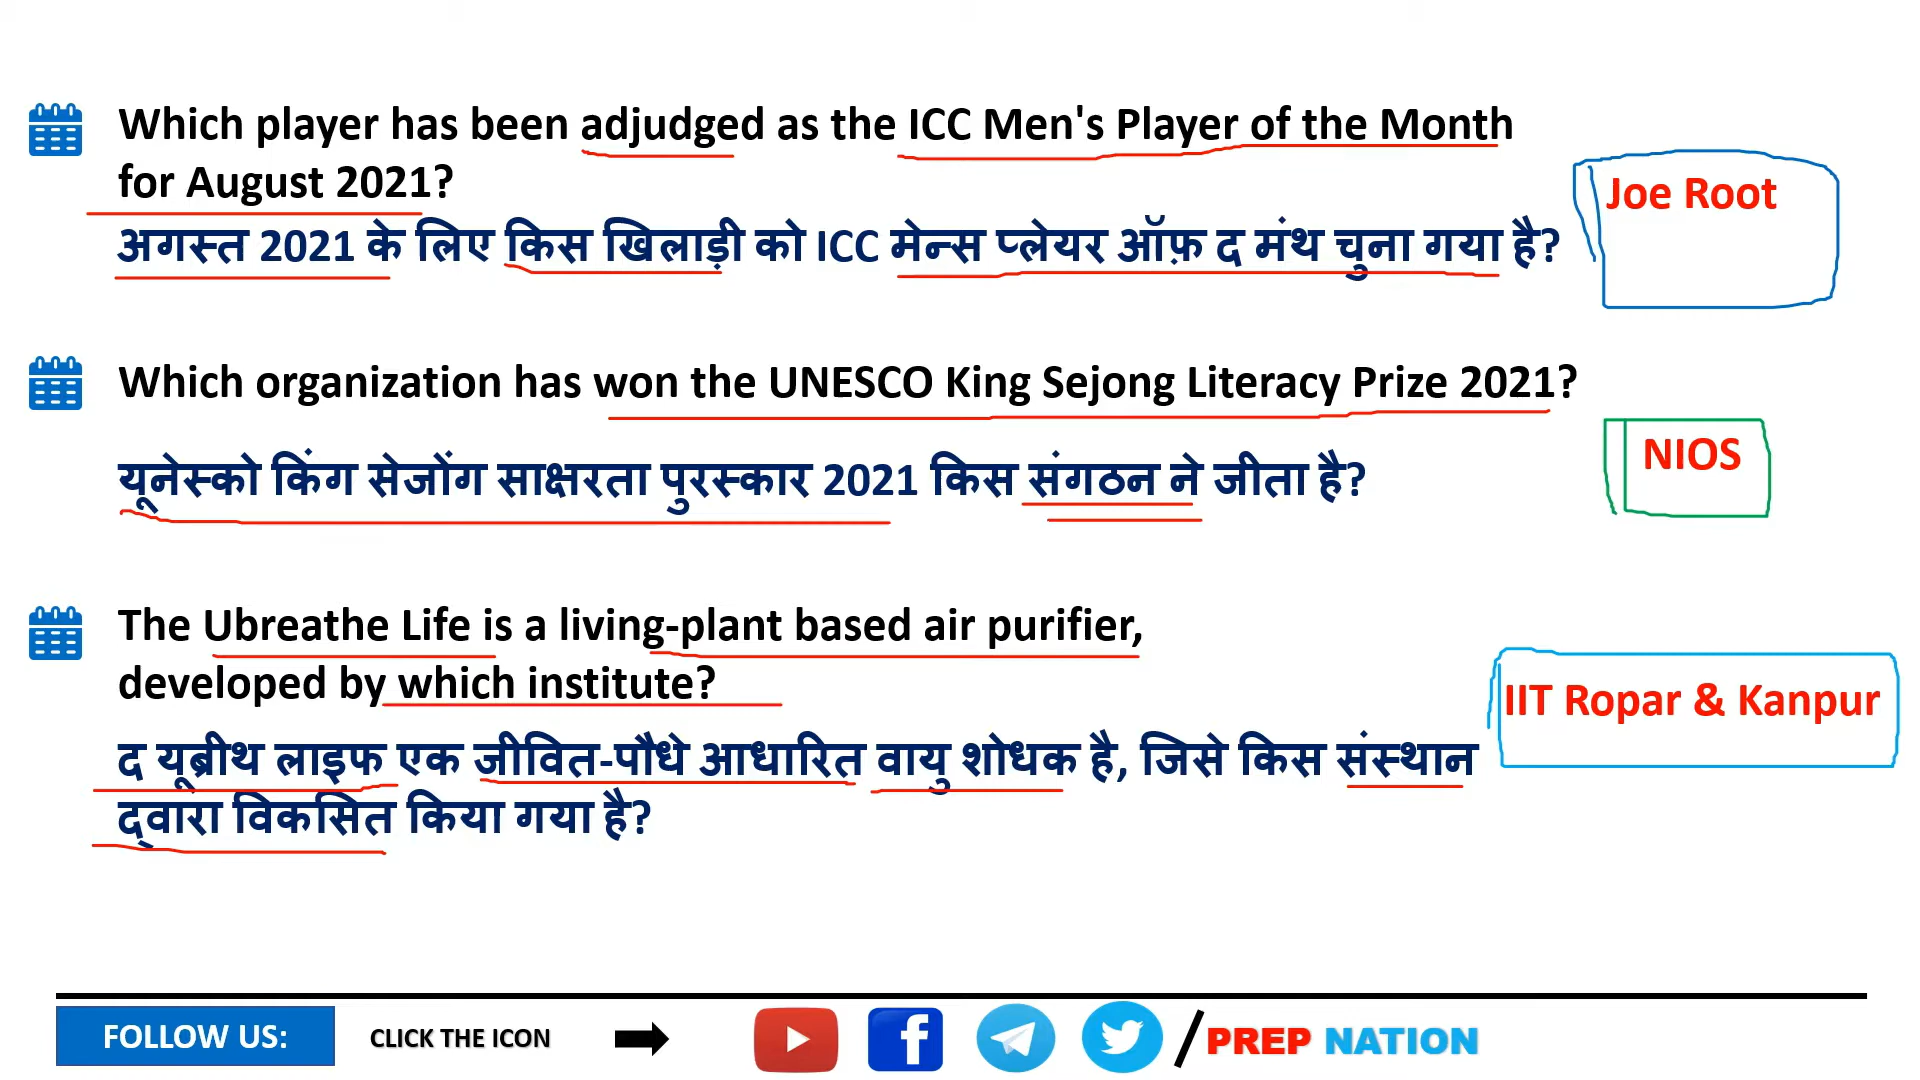 Which player has been adjudged as the ICC Men's Player of the Month
for August 2021?
अगस्त 2021 के लिए किस खिलाड़ी को ICC मेन्स प्लेयर ऑफ़ द मंथ चुना गया है?
Joe Root
Which organization has won the UNESCO King Sejong Literacy Prize 2021?
यूनेस्को किंग सेजोंग साक्षरता पुरस्कार 2021 किस संगठन ने जीता है?
NIOS
The Ubreathe Life is a living-plant based air purifier,
developed by which institute?
द यूब्रीथ लाइफ एक जीवित-पौधे आधारित वायु शोधक है, जिसे किस संस्थान
द्वारा विकसित किया गया है?
IIT Ropar & Kanpur
FOLLOW US: CLICK THE ICON PREP NATION